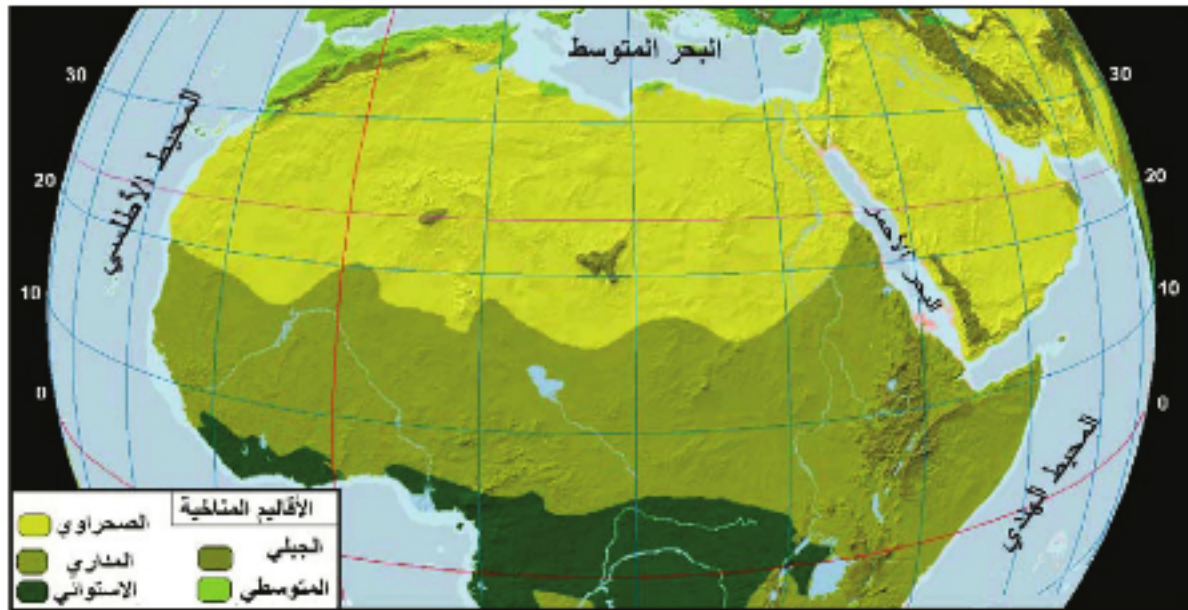 البحر المتوسط
المحيط الأطلسي
البحر الأحمر
المحيط الهندي
30
20
10
0
30
20
10
0
الأقاليم المناخية
الصحراوي
المداري
الاستوائي
الجبلي
المتوسطي